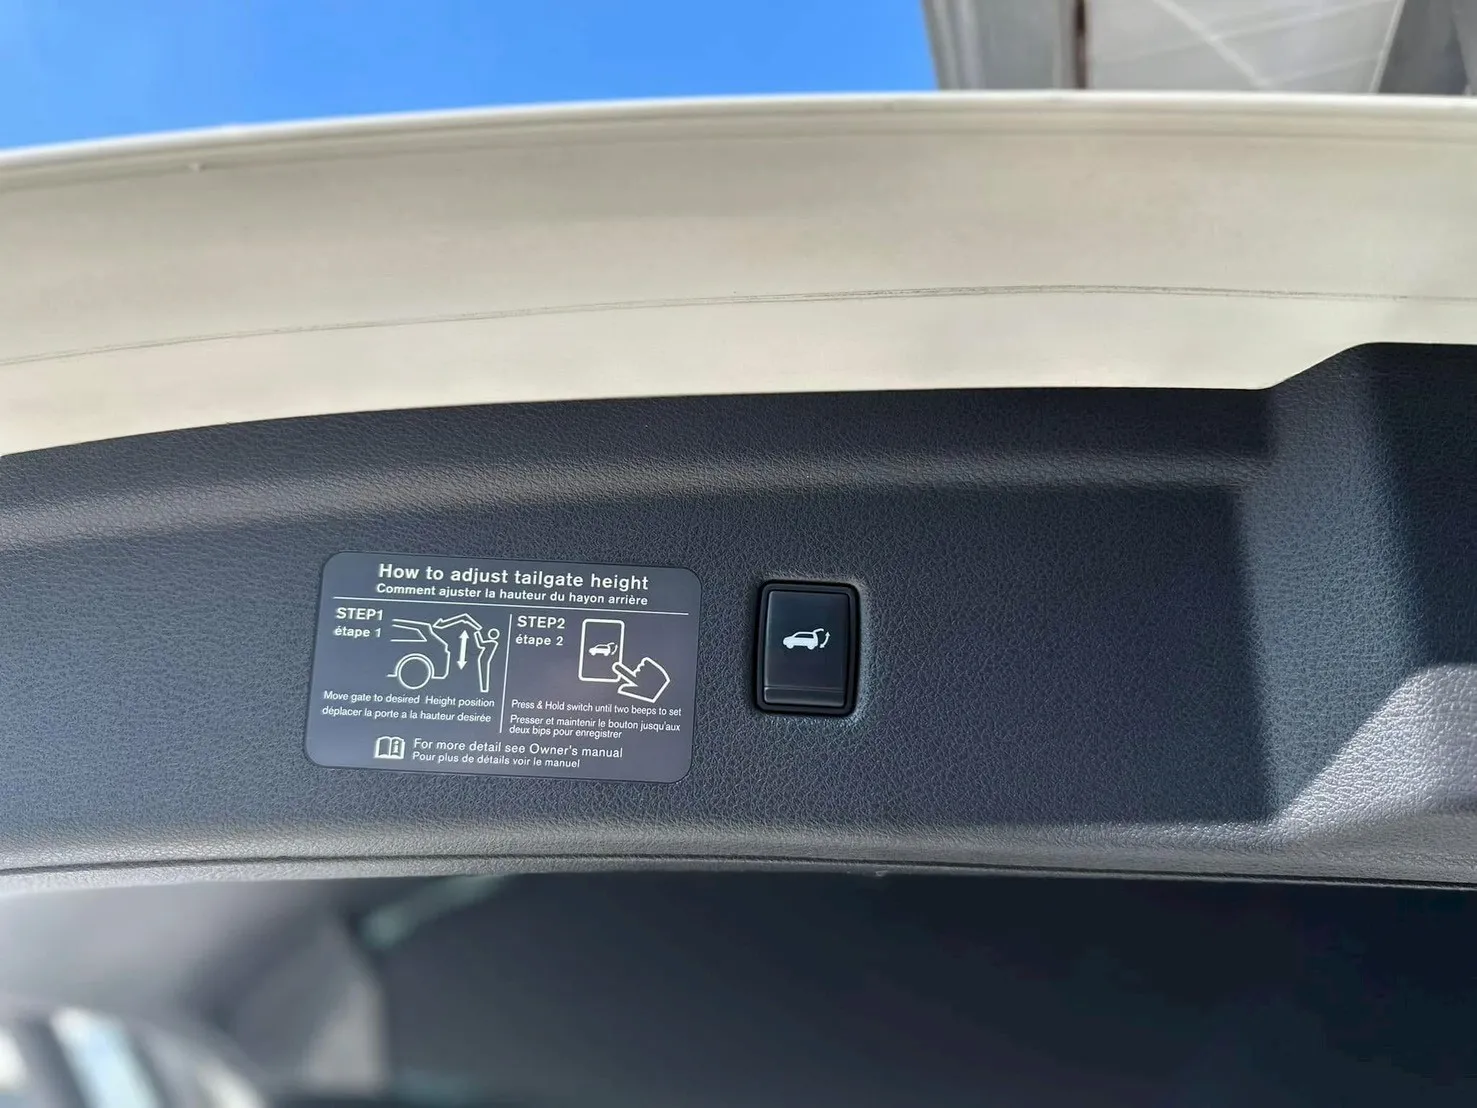 How to adjust tailgate height
Comment ajuster la hauteur du hayon arrière
STEP1
étape 1
Move gate to desired Height position
déplacer la porte a la hauteur desirée
STEP2
étape 2
Press & Hold switch until two beeps to set
Presser et maintenir le bouton jusqu'aux
deux bips pour enregistrer
For more detail see Owner's manual
Pour plus de détails voir le manuel